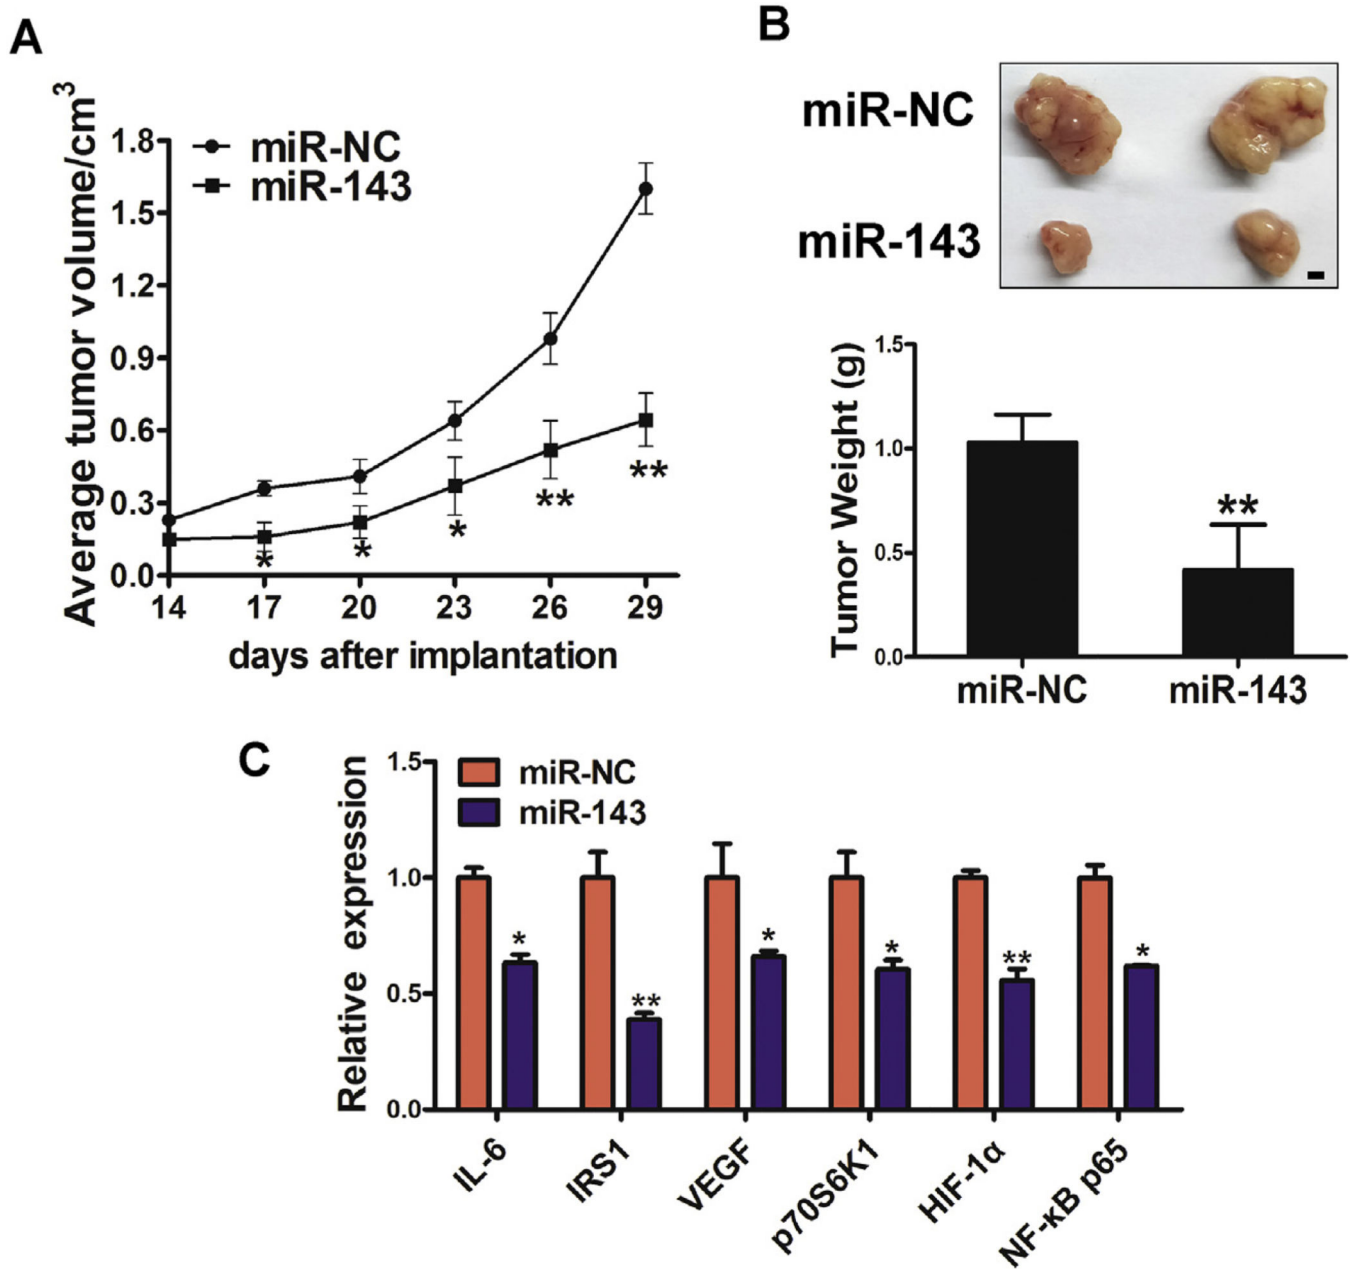 A
Average tumor volume/cm3
1.8
1.5
1.2
0.9
0.6
0.3
0.0
miR-NC
miR-143
*
*
*
**
**
14 17 20 23 26 29
days after implantation
B
miR-NC
miR-143
Tumor Weight (g)
1.5
1.0
0.5
0.0
**
miR-NC miR-143
C
Relative expression
1.5
1.0
0.5
0.0
miR-NC
miR-143
* ** * * ** *
IL-6
IRS1
VEGF
p70S6K1
HIF-1α
NF-κB p65